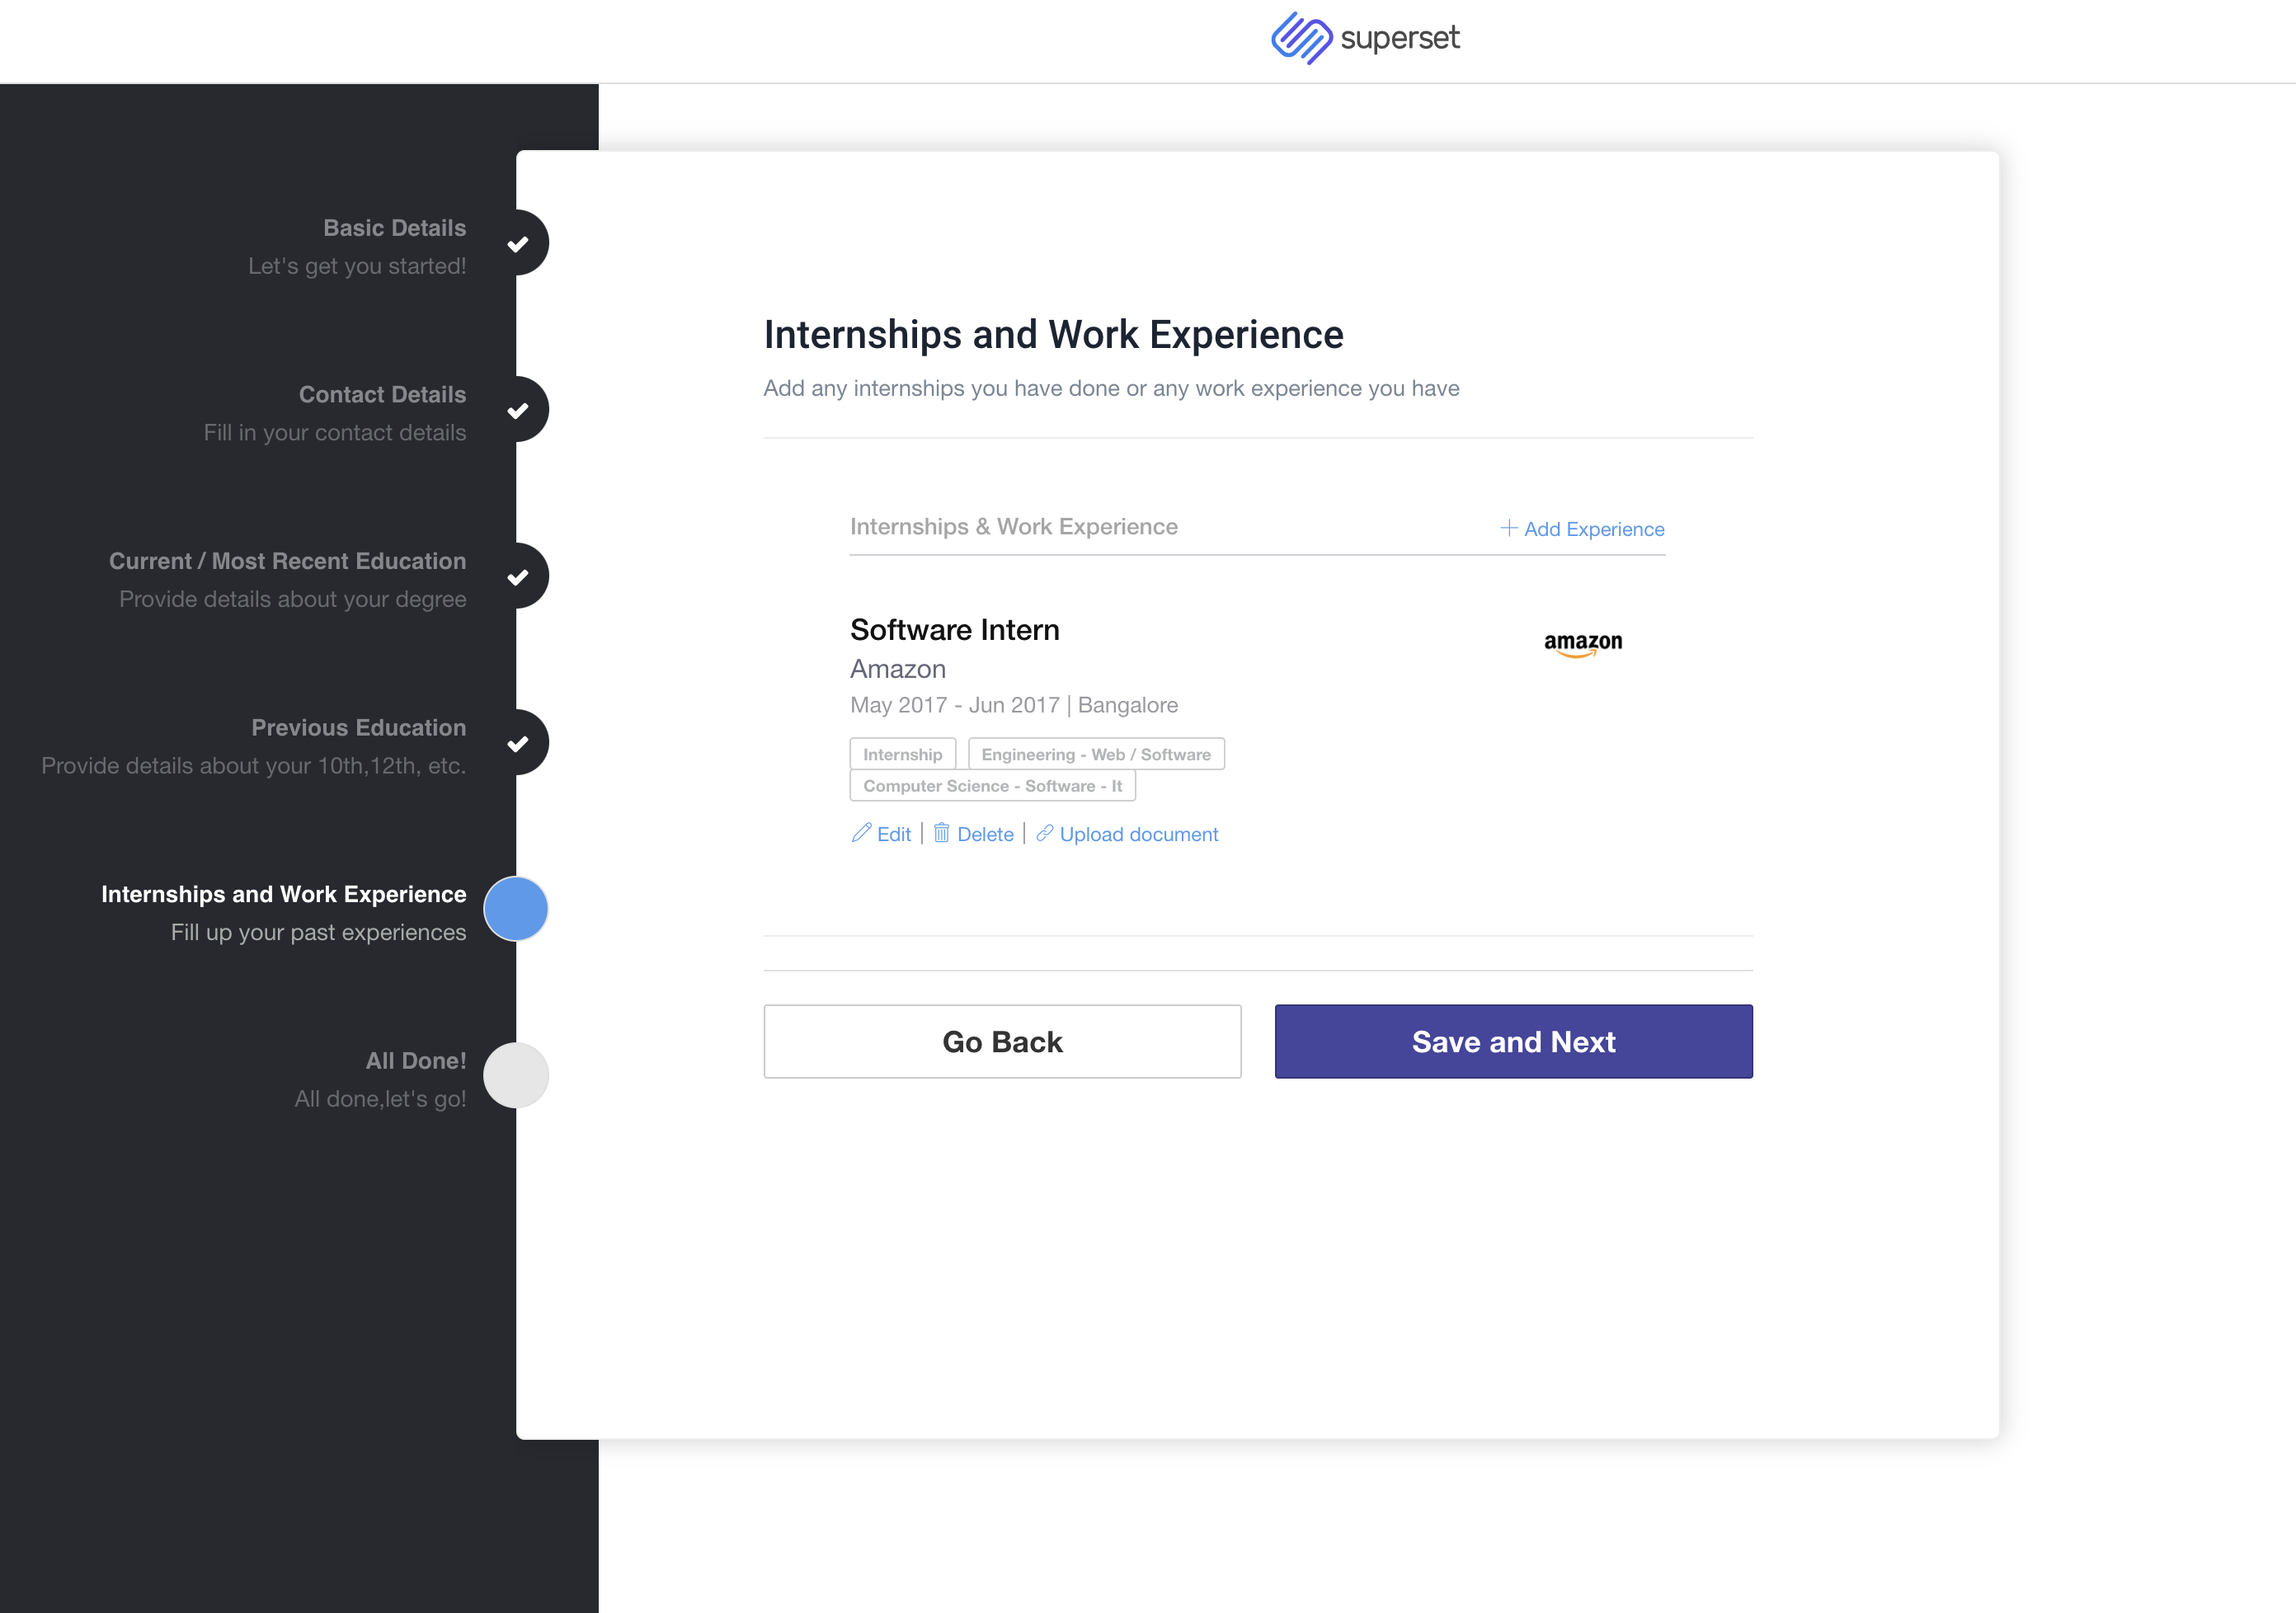 superset
Basic Details
Let's get you started!
Contact Details
Fill in your contact details
Current / Most Recent Education
Provide details about your degree
Previous Education
Provide details about your 10th,12th, etc.
Internships and Work Experience
Fill up your past experiences
All Done!
All done,let's go!
Internships and Work Experience
Add any internships you have done or any work experience you have
Internships & Work Experience
Add Experience
Software Intern
amazon
Amazon
May 2017 - Jun 2017 | Bangalore
Internship Engineering - Web / Software
Computer Science - Software - It
Edit | Delete | Upload document
Go Back Save and Next